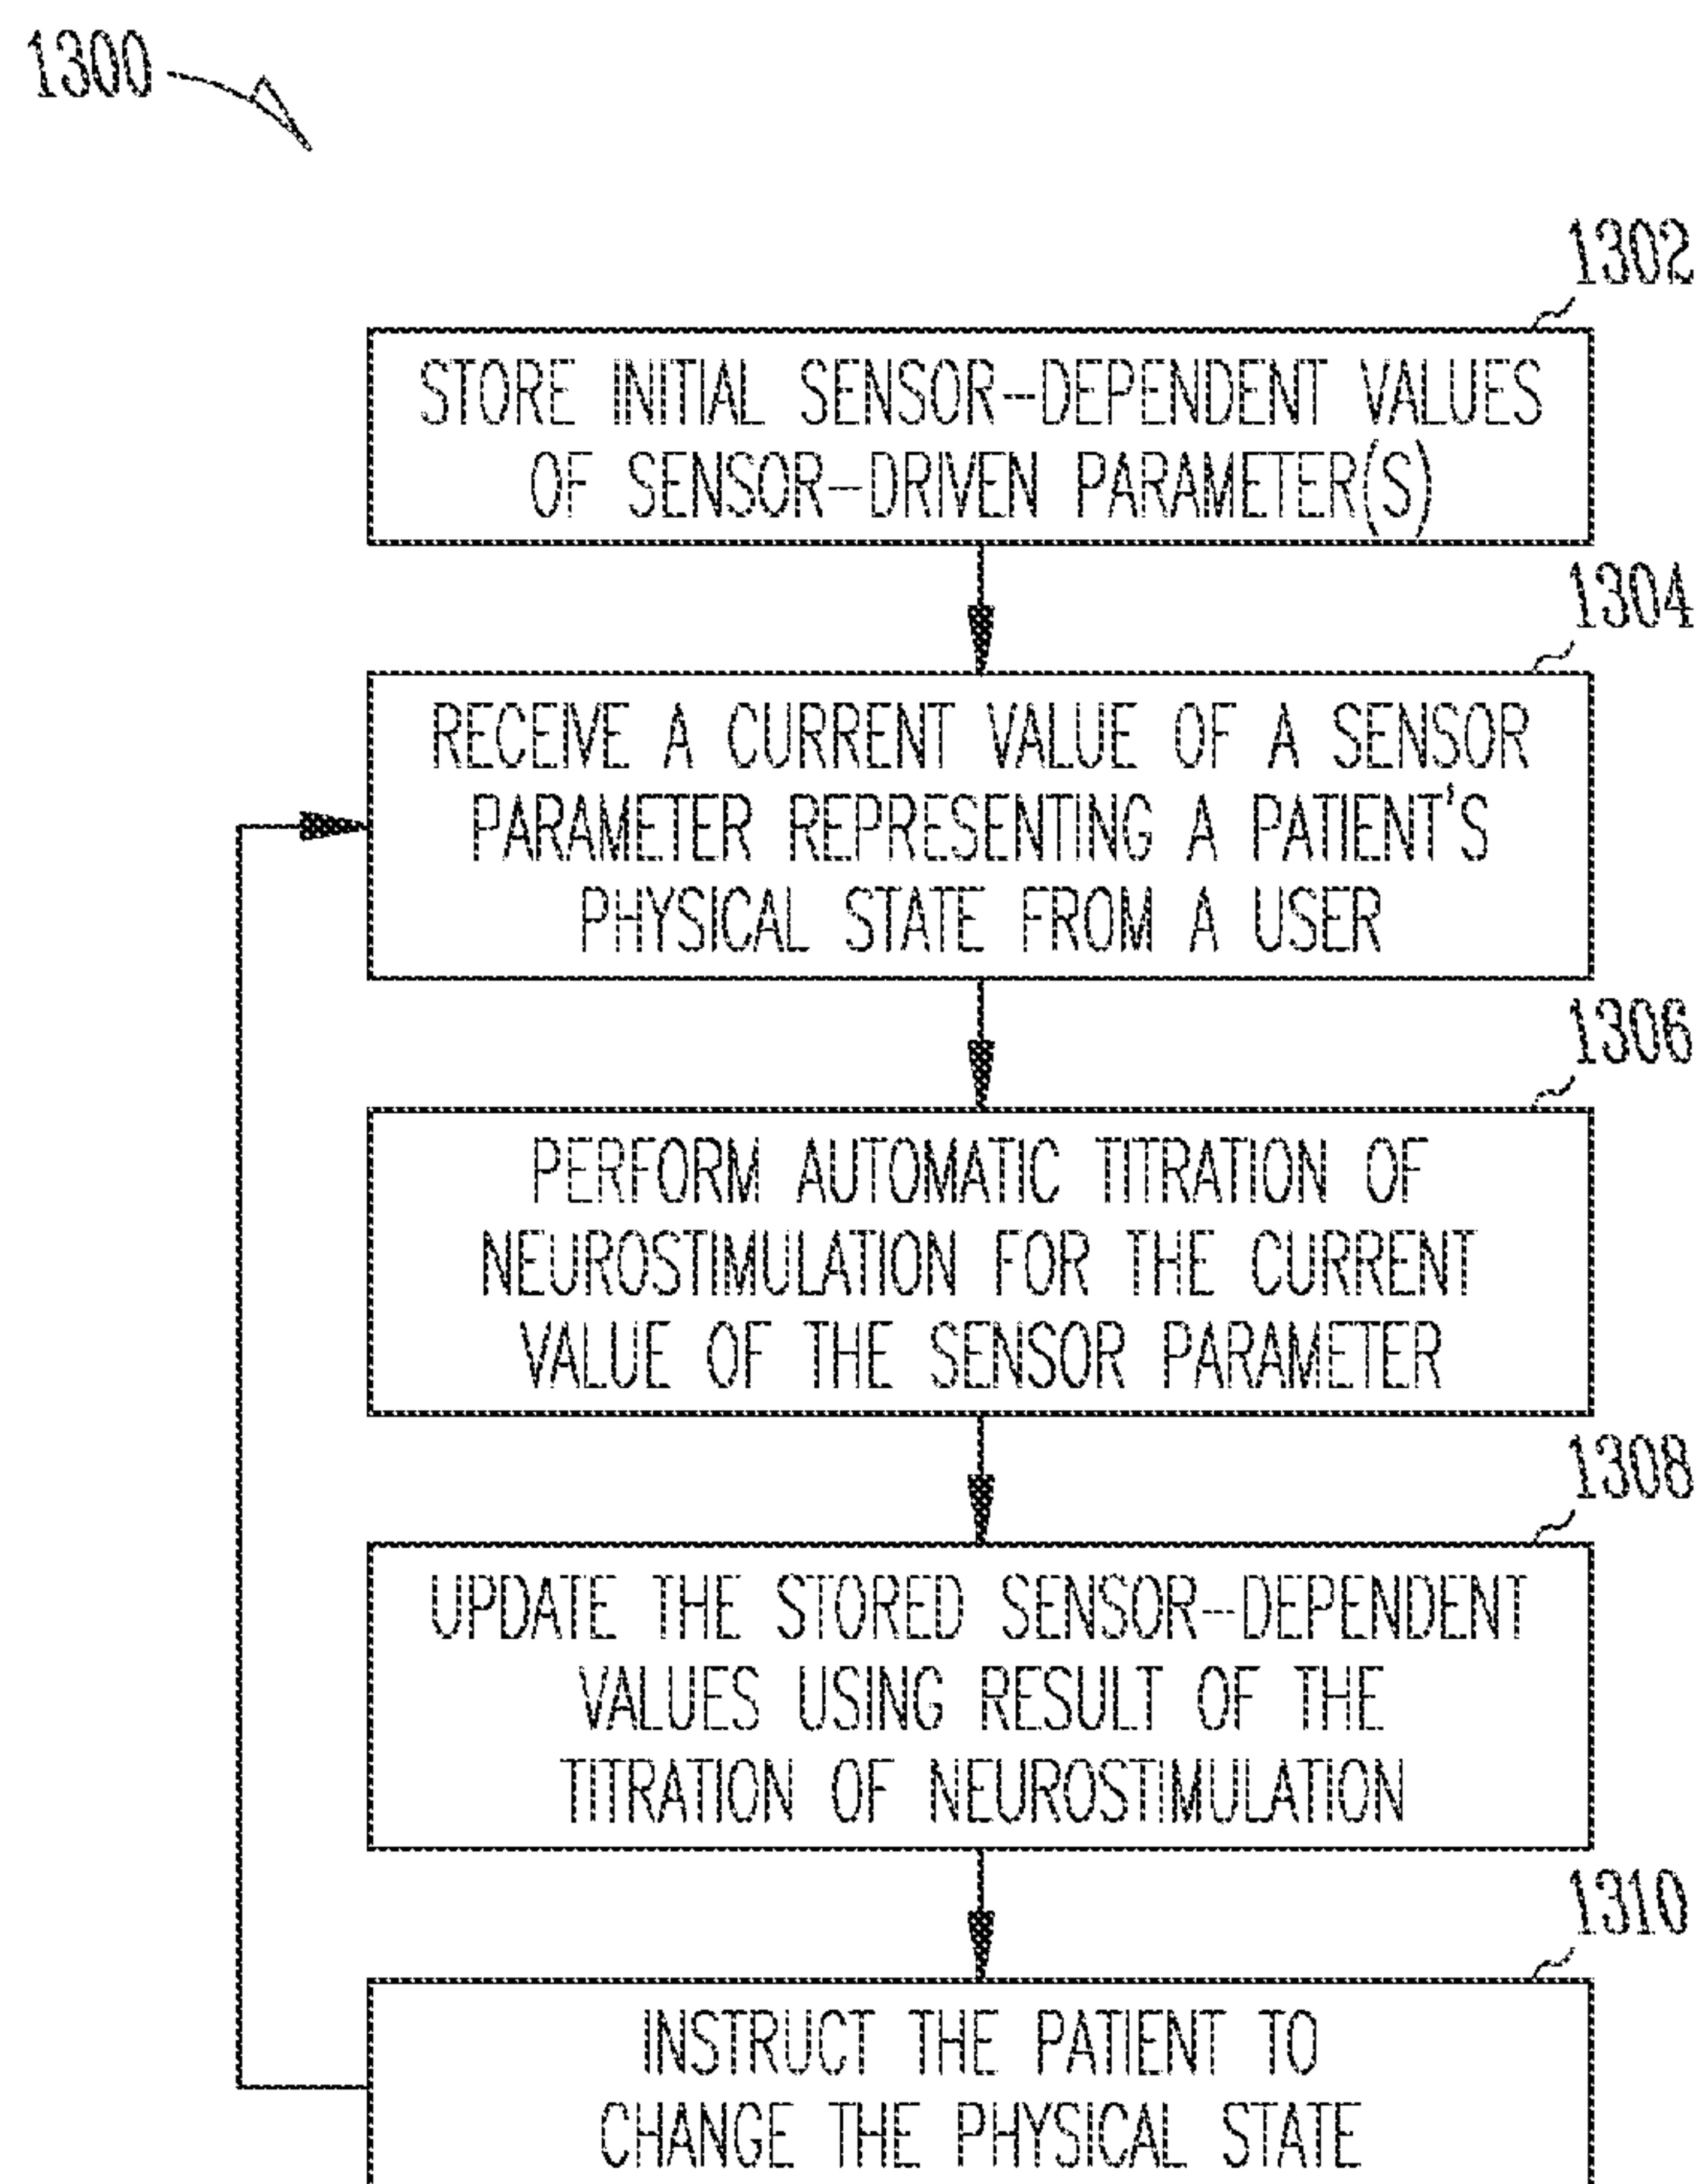 1300
1302
STORE INITIAL SENSOR-DEPENDENT VALUES
OF SENSOR-DRIVEN PARAMETER(S)
1304
RECEIVE A CURRENT VALUE OF A SENSOR
PARAMETER REPRESENTING A PATIENT'S
PHYSICAL STATE FROM A USER
1306
PERFORM AUTOMATIC TITRATION OF
NEUROSTIMULATION FOR THE CURRENT
VALUE OF THE SENSOR PARAMETER
1308
UPDATE THE STORED SENSOR-DEPENDENT
VALUES USING RESULT OF THE
TITRATION OF NEUROSTIMULATION
1310
INSTRUCT THE PATIENT TO
CHANGE THE PHYSICAL STATE